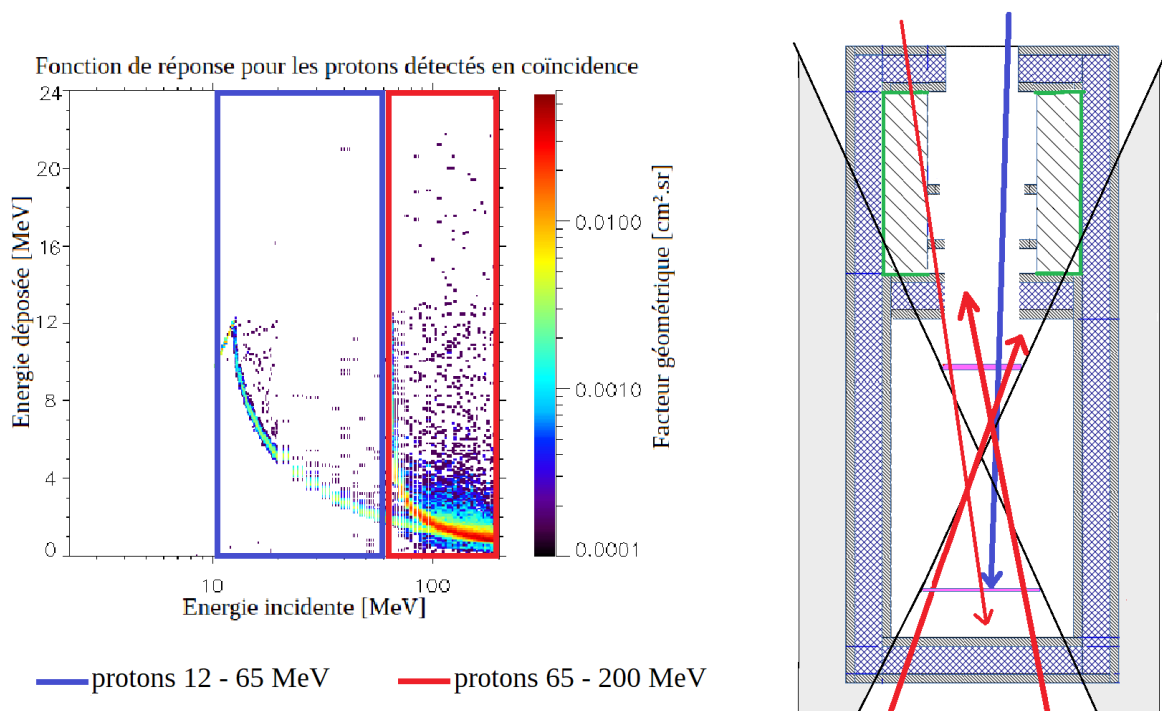 Fonction de réponse pour les protons détectés en coïncidence
24
20
16
12
8
4
0
Energie déposée [MeV]
10
100
Energie incidente [MeV]
0.0100
0.0010
0.0001
Facteur géométrique [cm².sr]
protons 12 - 65 MeV
protons 65 - 200 MeV